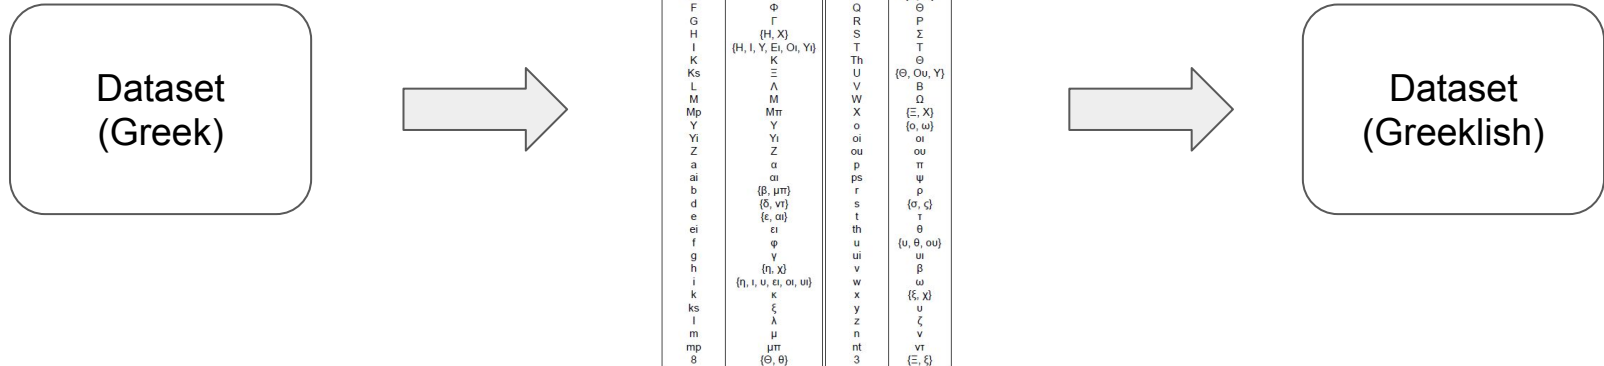 Dataset
(Greek)
F Φ Q Θ
G Γ R Ρ
H {Η, Χ} S Σ
I {Η, Ι, Υ, Ει, Οι, Υι} T Τ
K Κ Th Θ
Ks Ξ U {Θ, Ου, Υ}
L Λ V Β
M Μ W Ω
Mp Μπ X {Ξ, Χ}
Y Υ o {ο, ω}
Yi Υι oi οι
Z Ζ ou ου
a α p π
ai αι ps ψ
b {β, μπ} r ρ
d {δ, ντ} s {σ, ς}
e {ε, αι} t τ
ei ει th θ
f φ u {υ, θ, ου}
g γ ui υι
h {η, χ} v β
i {η, ι, υ, ει, οι, υι} w ω
k κ x {ξ, χ}
ks ξ y υ
l λ z ζ
m μ n ν
mp μπ nt ντ
8 {Θ, θ} 3 {Ξ, ξ}
Dataset
(Greeklish)